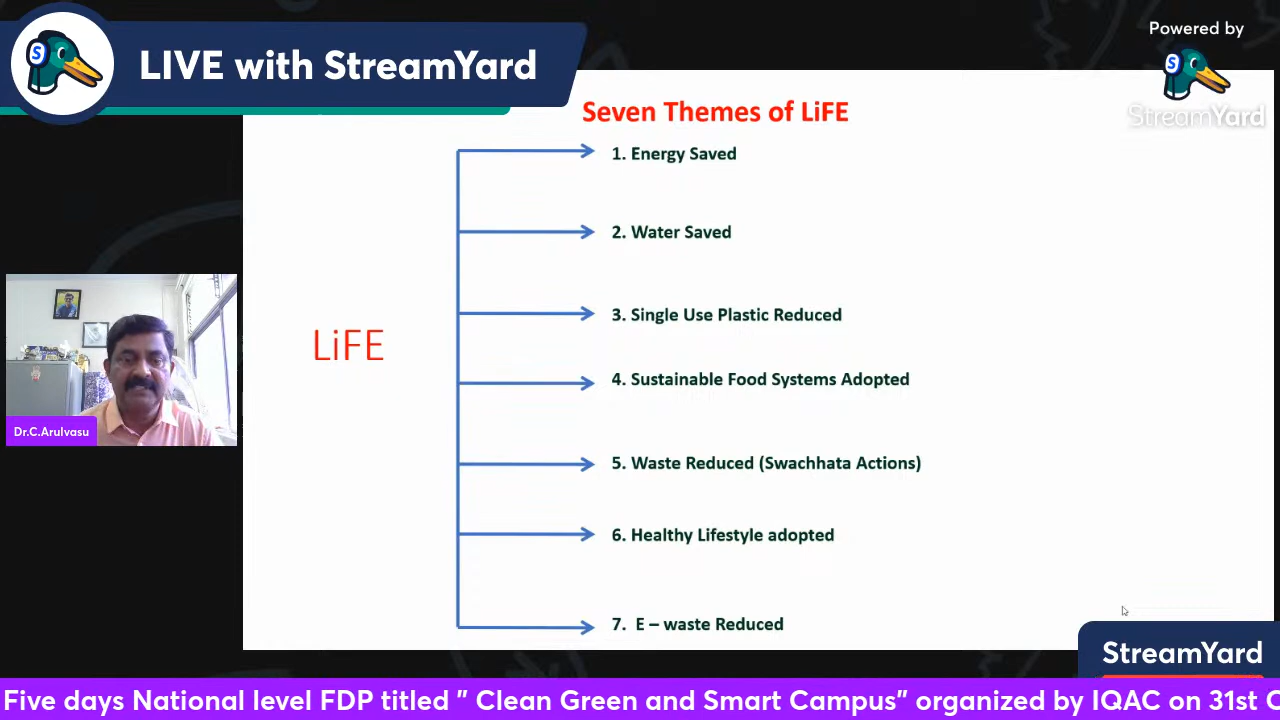 LIVE with StreamYard
Powered by
StreamYard
Seven Themes of LiFE
1. Energy Saved
2. Water Saved
3. Single Use Plastic Reduced
LiFE
4. Sustainable Food Systems Adopted
5. Waste Reduced (Swachhata Actions)
6. Healthy Lifestyle adopted
7. E – waste Reduced
Dr.C.Arulvasu
StreamYard
Five days National level FDP titled " Clean Green and Smart Campus" organized by IQAC on 31st